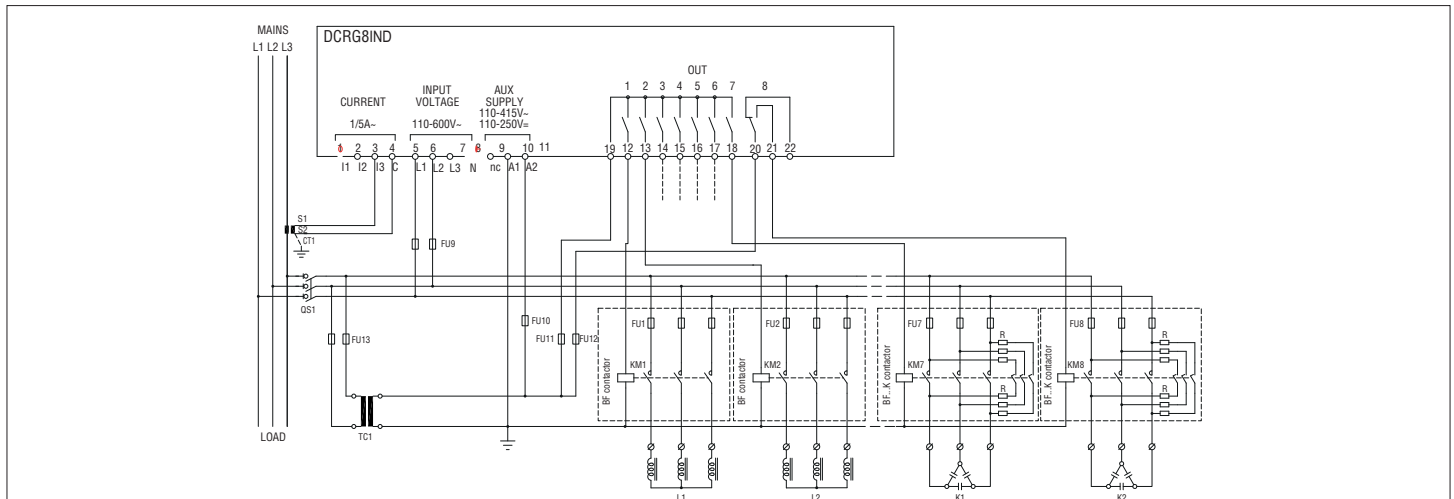 MAINS
L1 L2 L3
DCRG8IND
OUT
1 2 3 4 5 6 7 8
CURRENT
1/5A~
INPUT
VOLTAGE
110-600V~
AUX
SUPPLY
110-415V~
110-250V=
1 2 3 4 5 6 7 8 9 10 11
19 12 13 14 15 16 17 18 20 21 22
I1 I2 I3 C L1 L2 L3 N nc A1 A2
S1
S2
CT1
FU9
QS1
FU13
FU10
FU11
FU12
FU1
FU2
FU7
R
FU8
R
BF contactor
KM1
BF contactor
KM2
BF...K contactor
KM7
R
BF...K contactor
KM8
R
LOAD
TC1
L1
L2
K1
K2